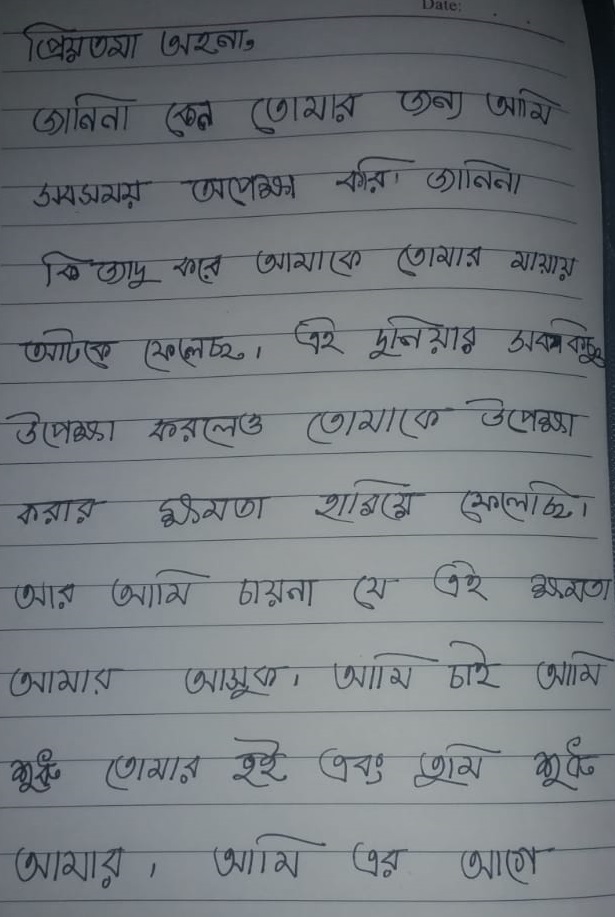 Date:
প্রিয়তমা অহনা,
জানিনা কেন তোমার জন্য আমি
সবসময় অপেক্ষা করি। জানিনা
কি জাদু করে আমাকে তোমার মায়ায়
আটকে ফেলেছ। এই দুনিয়ার সবকিছু
উপেক্ষা করলেও তোমাকে উপেক্ষা
করার ক্ষমতা হারিয়ে ফেলেছি।
আর আমি চায়না যে এই ক্ষমতা
আমার আসুক। আমি চাই আমি
শুধু তোমার হই এবং তুমি শুধু
আমার। আমি এর আগে